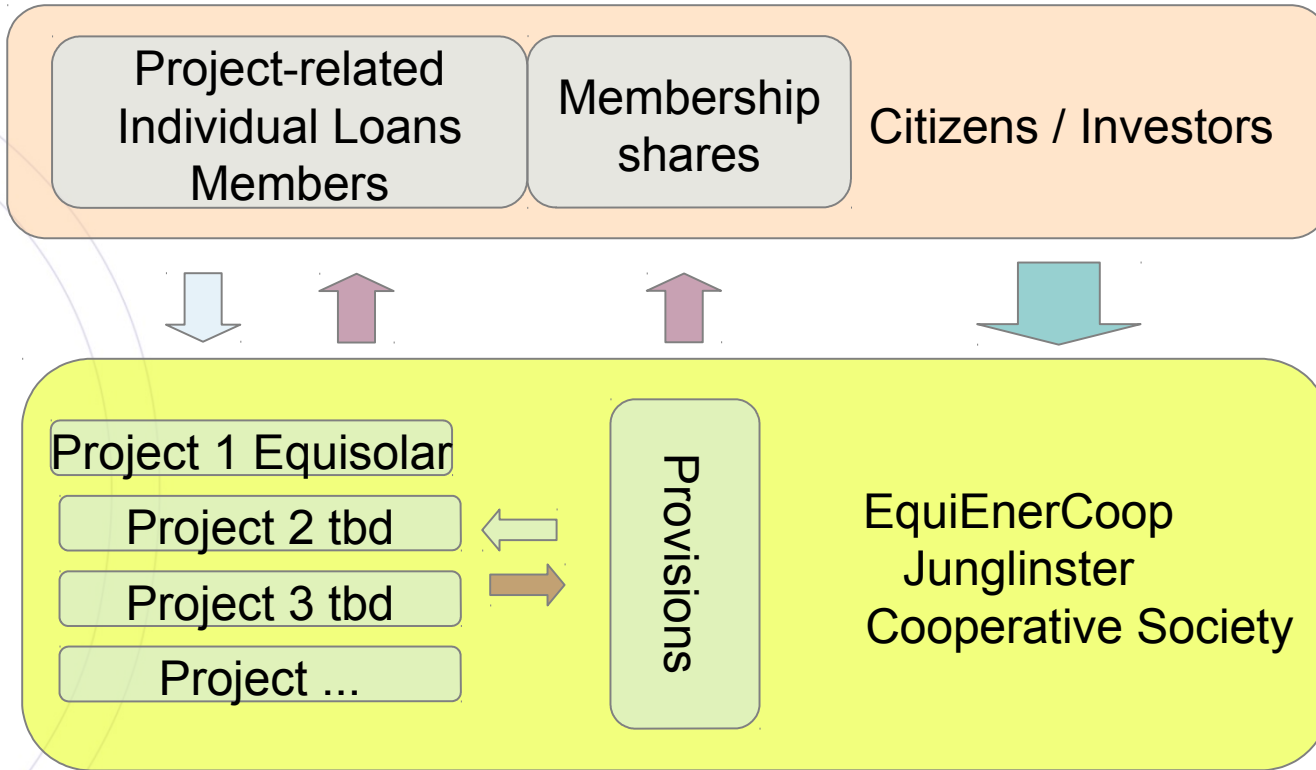 Project-related
Individual Loans
Members
Membership
shares
Citizens / Investors
Project 1 Equisolar
Project 2 tbd
Project 3 tbd
Project ...
Provisions
EquiEnerCoop
Junglinster
Cooperative Society